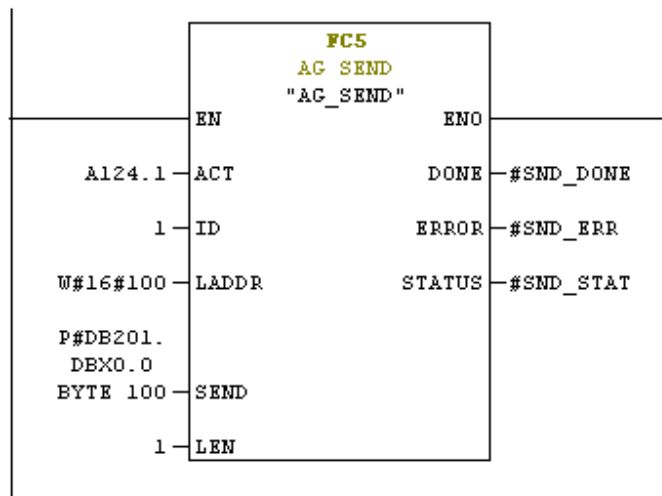 FC5
AG SEND
"AG_SEND"
EN ENO
A124.1 ACT DONE #SND_DONE
1 ID ERROR #SND_ERR
W#16#100 LADDR STATUS #SND_STAT
P#DB201.
DBX0.0
BYTE 100 SEND
1 LEN